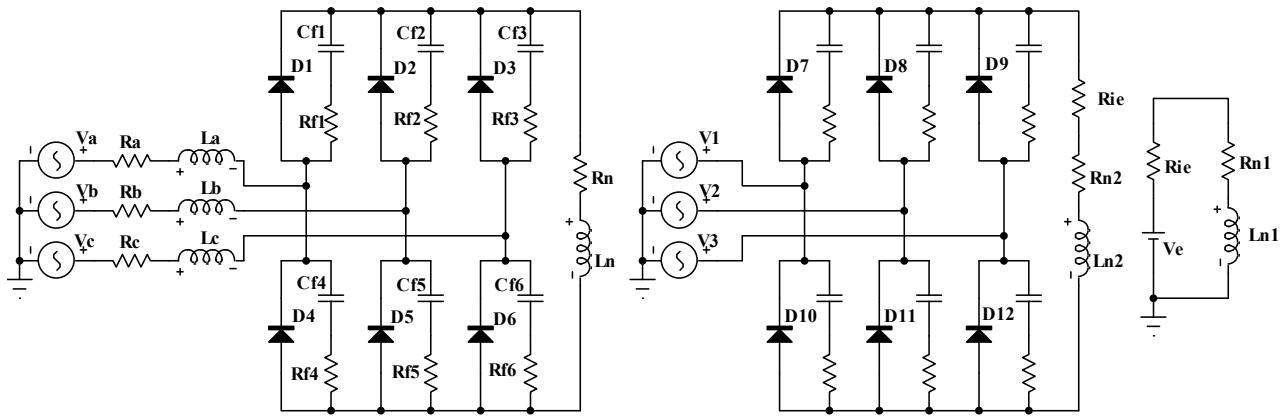 Cf1 Cf2 Cf3
D1 D2 D3
Rf1 Rf2 Rf3
Va Ra La
Vb Rb Lb
Vc Rc Lc
Rn
Ln
Cf4 Cf5 Cf6
D4 D5 D6
Rf4 Rf5 Rf6
D7 D8 D9
V1
V2
V3
Rie
Rn2
Ln2
D10 D11 D12
Rie
Ve
Rn1
Ln1